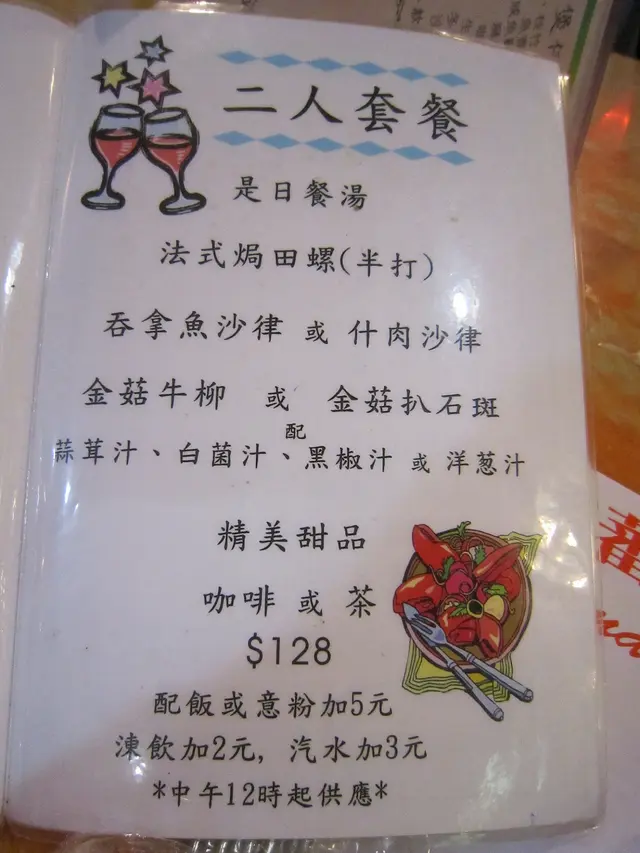 二人套餐
是日餐湯
法式焗田螺(半打)
吞拿魚沙律 或 什肉沙律
金菇牛柳 或 金菇扒石斑
配
蒜茸汁、白菌汁、黑椒汁 或 洋葱汁
精美甜品
咖啡 或 茶
$128
配飯或意粉加5元
凍飲加2元, 汽水加3元
*中午12時起供應*